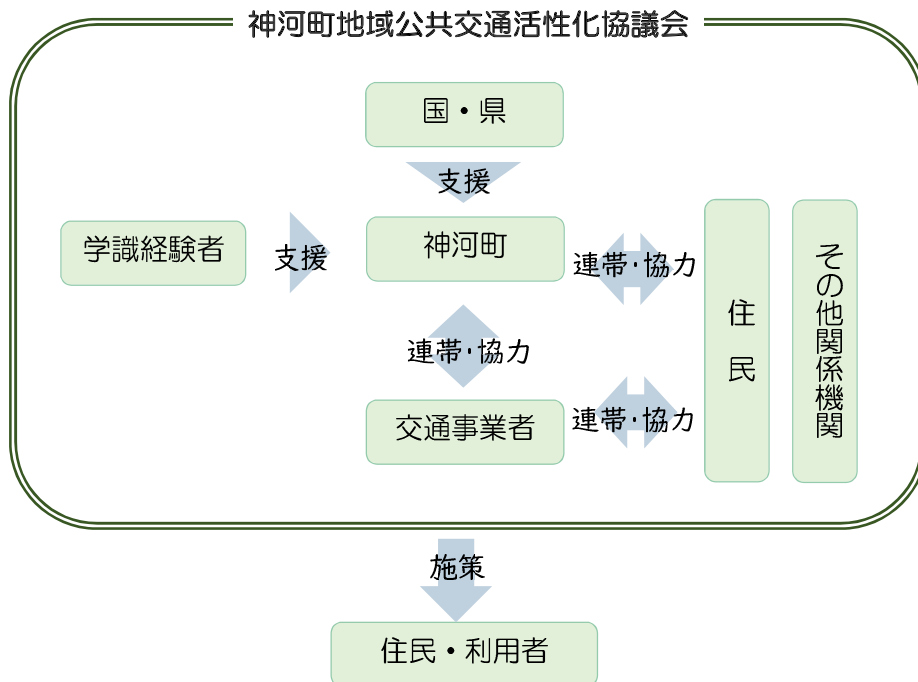 神河町地域公共交通活性化協議会
国・県
支援
学識経験者
支援
神河町
連帯・協力
連帯・協力
交通事業者
連帯・協力
住民
その他関係機関
施策
住民・利用者